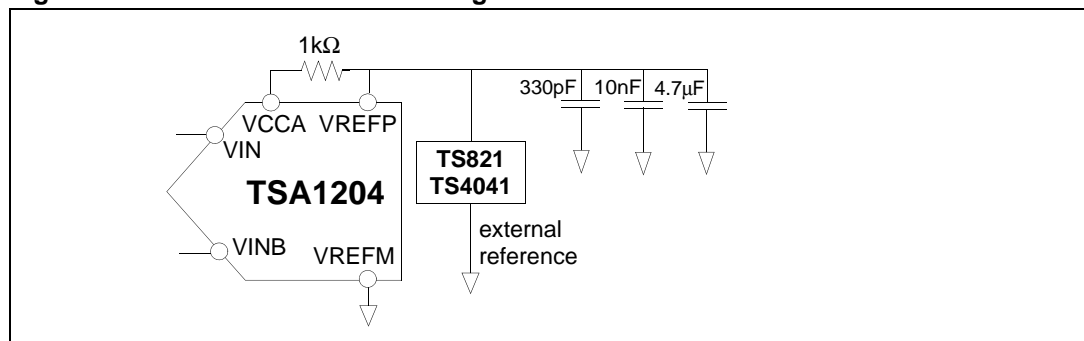 1kΩ
330pF 10nF 4.7µF
VCCA VREFP
VIN
TS821
TS4041
TSA1204
external
reference
VINB
VREFM